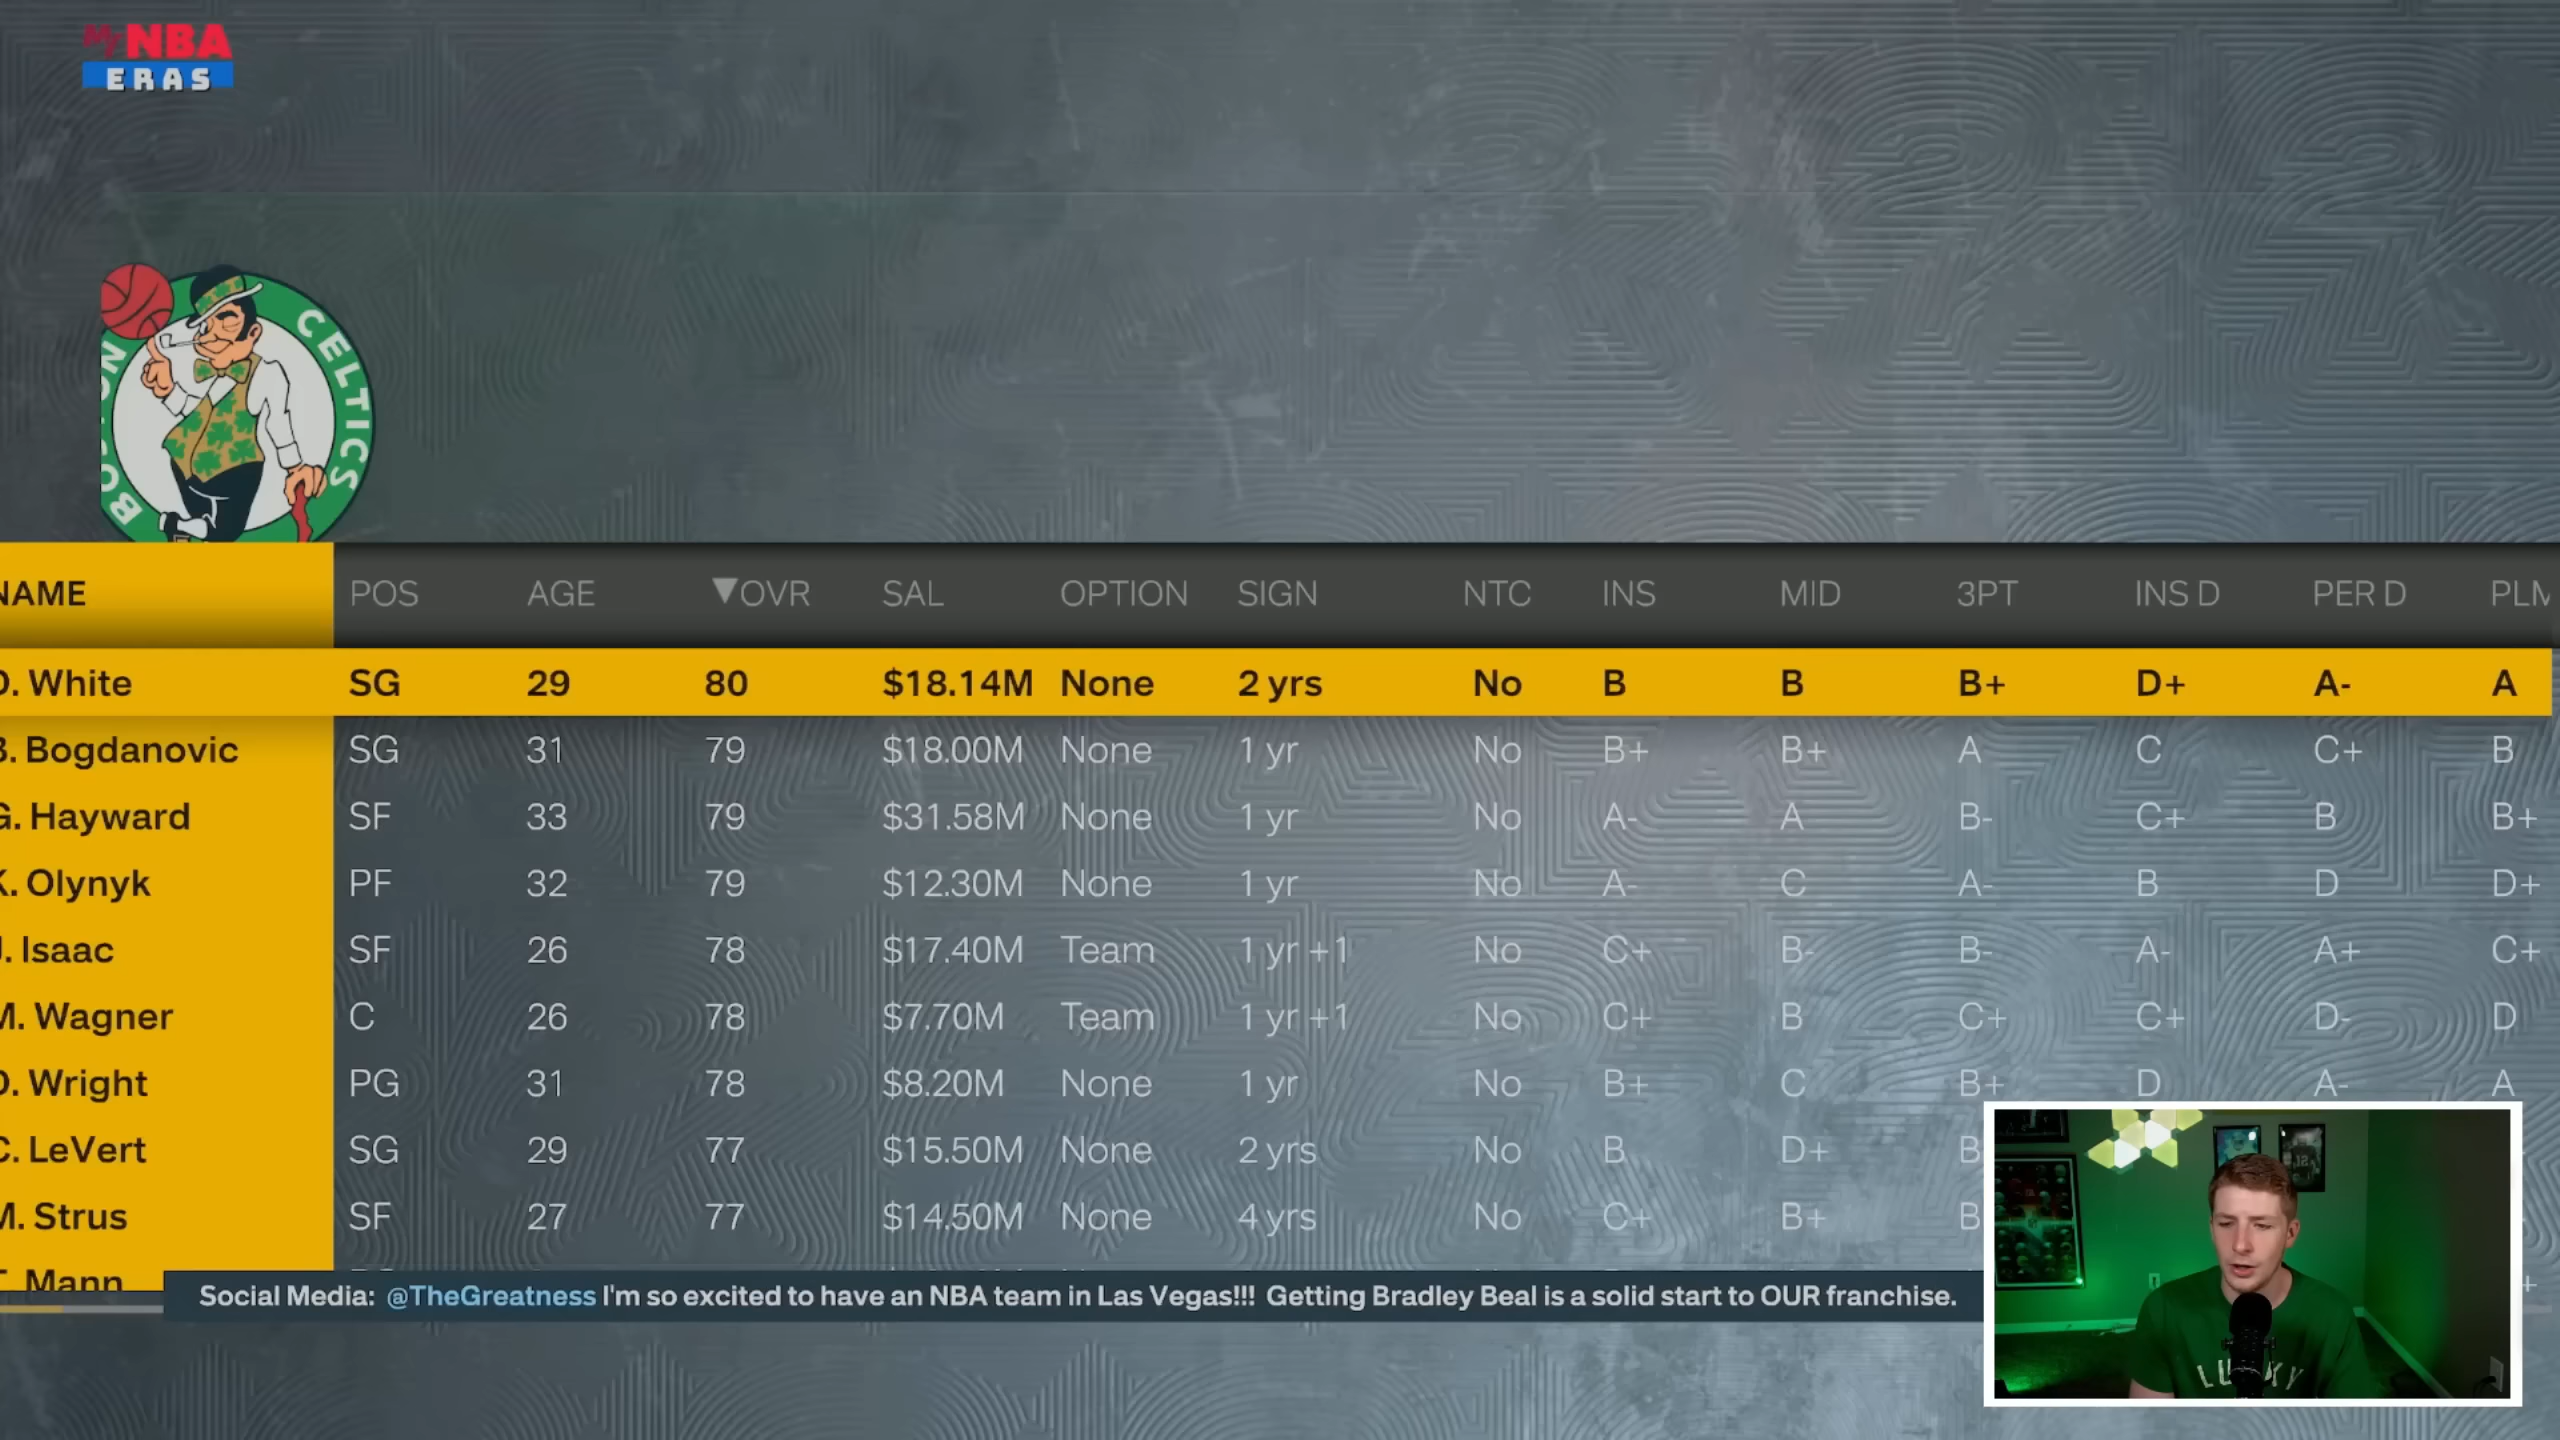 My NBA
ERAS
BOSTON CELTICS
NAME POS AGE ▼OVR SAL OPTION SIGN NTC INS MID 3PT INS D PER D PLM
D. White SG 29 80 $18.14M None 2 yrs No B B B+ D+ A- A
B. Bogdanovic SG 31 79 $18.00M None 1 yr No B+ B+ A C C+ B
G. Hayward SF 33 79 $31.58M None 1 yr No A- A B- C+ B B+
K. Olynyk PF 32 79 $12.30M None 1 yr No A- C A- B D D+
J. Isaac SF 26 78 $17.40M Team 1 yr +1 No C+ B- B- A- A+ C+
M. Wagner C 26 78 $7.70M Team 1 yr +1 No C+ B C+ C+ D- D
D. Wright PG 31 78 $8.20M None 1 yr No B+ C B+ D A- A
C. LeVert SG 29 77 $15.50M None 2 yrs No B D+ B
M. Strus SF 27 77 $14.50M None 4 yrs No C+ B+ B
Mann
Social Media: @TheGreatness I'm so excited to have an NBA team in Las Vegas!!! Getting Bradley Beal is a solid start to OUR franchise.